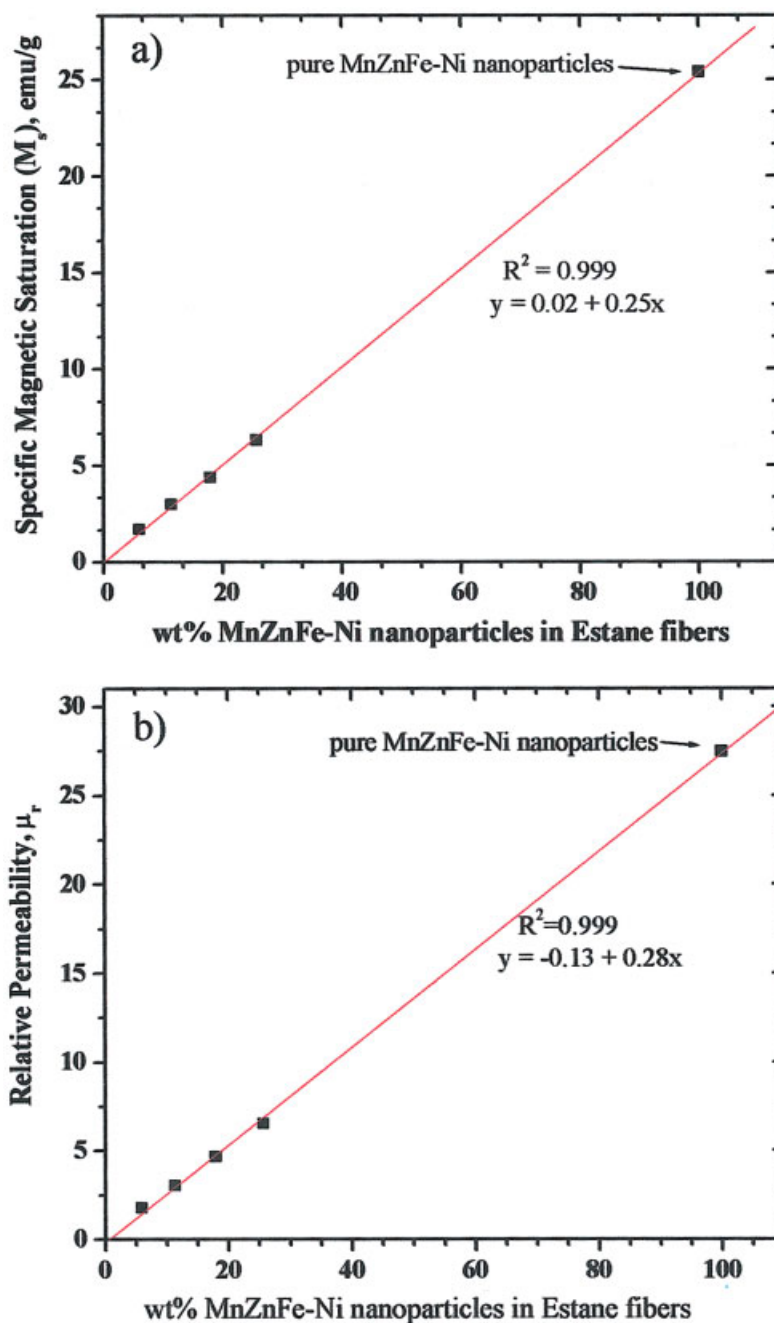 a)
pure MnZnFe-Ni nanoparticles
Specific Magnetic Saturation (Mₛ), emu/g
25
20
15
10
5
0
R² = 0.999
y = 0.02 + 0.25x
0 20 40 60 80 100
wt% MnZnFe-Ni nanoparticles in Estane fibers
b)
pure MnZnFe-Ni nanoparticles
Relative Permeability, μᵣ
30
25
20
15
10
5
0
R²=0.999
y = -0.13 + 0.28x
0 20 40 60 80 100
wt% MnZnFe-Ni nanoparticles in Estane fibers